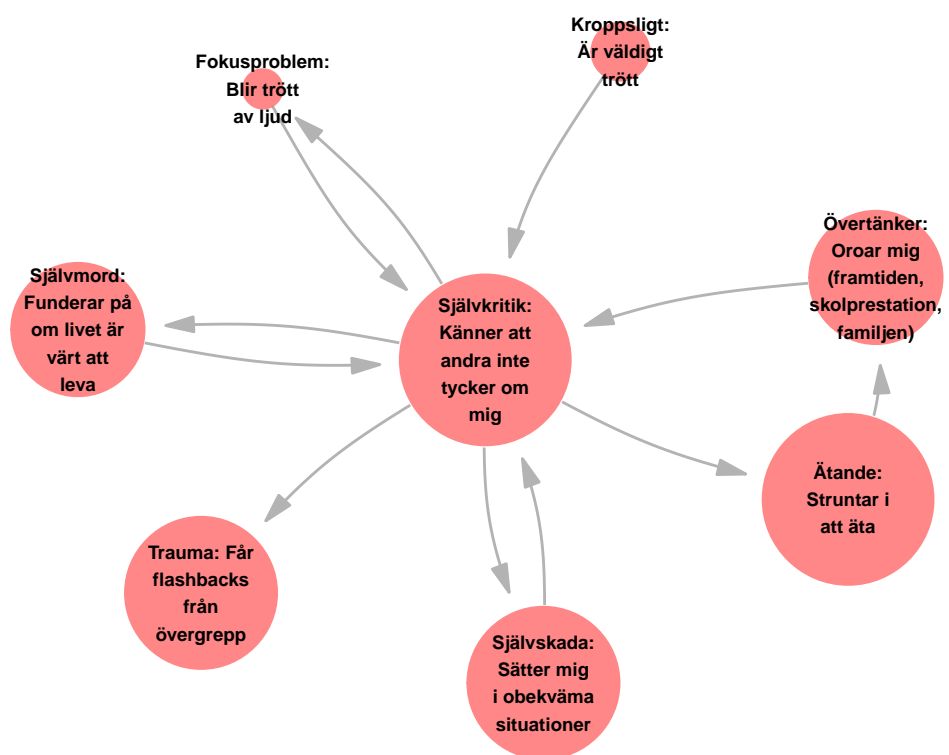 Kroppsligt:
Är väldigt
trött
Fokusproblem:
Blir trött
av ljud
Övertänker:
Oroar mig
(framtiden,
skolprestation,
familjen)
Självmord:
Funderar på
om livet är
värt att
leva
Självkritik:
Känner att
andra inte
tycker om
mig
Ätande:
Struntar i
att äta
Trauma: Får
flashbacks
från
övergrepp
Självskada:
Sätter mig
i obekväma
situationer